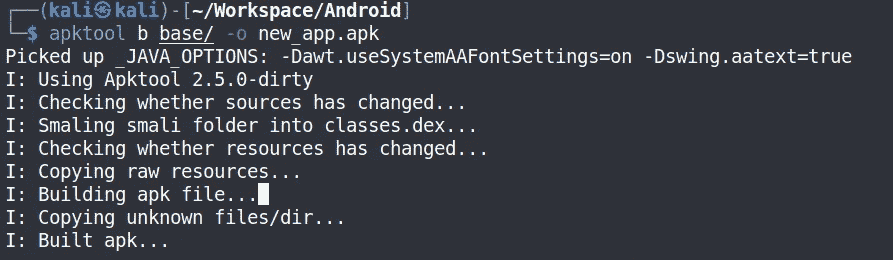 ┌──(kali㉿kali)-[~/Workspace/Android]
└─$ apktool b base/ -o new_app.apk
Picked up _JAVA_OPTIONS: -Dawt.useSystemAAFontSettings=on -Dswing.aatext=true
I: Using Apktool 2.5.0-dirty
I: Checking whether sources has changed...
I: Smaling smali folder into classes.dex...
I: Checking whether resources has changed...
I: Copying raw resources...
I: Building apk file...
I: Copying unknown files/dir...
I: Built apk...